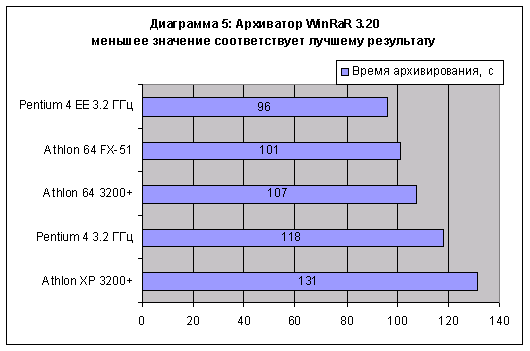 Диаграмма 5: Архиватор WinRaR 3.20
меньшее значение соответствует лучшему результату
Время архивирования, с
Pentium 4 EE 3.2 ГГц
96
Athlon 64 FX-51
101
Athlon 64 3200+
107
Pentium 4 3.2 ГГц
118
Athlon XP 3200+
131
0 20 40 60 80 100 120 140